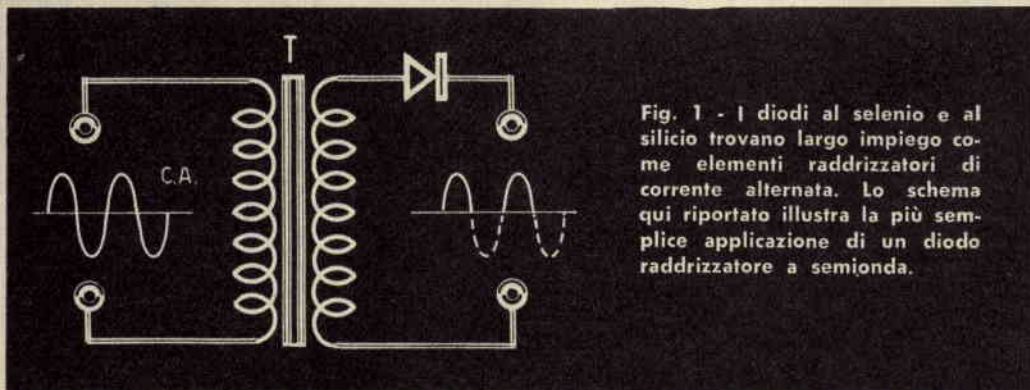 T
C.A.
Fig. 1 - I diodi al selenio e al
silicio trovano largo impiego co-
me elementi raddrizzatori di
corrente alternata. Lo schema
qui riportato illustra la più sem-
plice applicazione di un diodo
raddrizzatore a semionda.